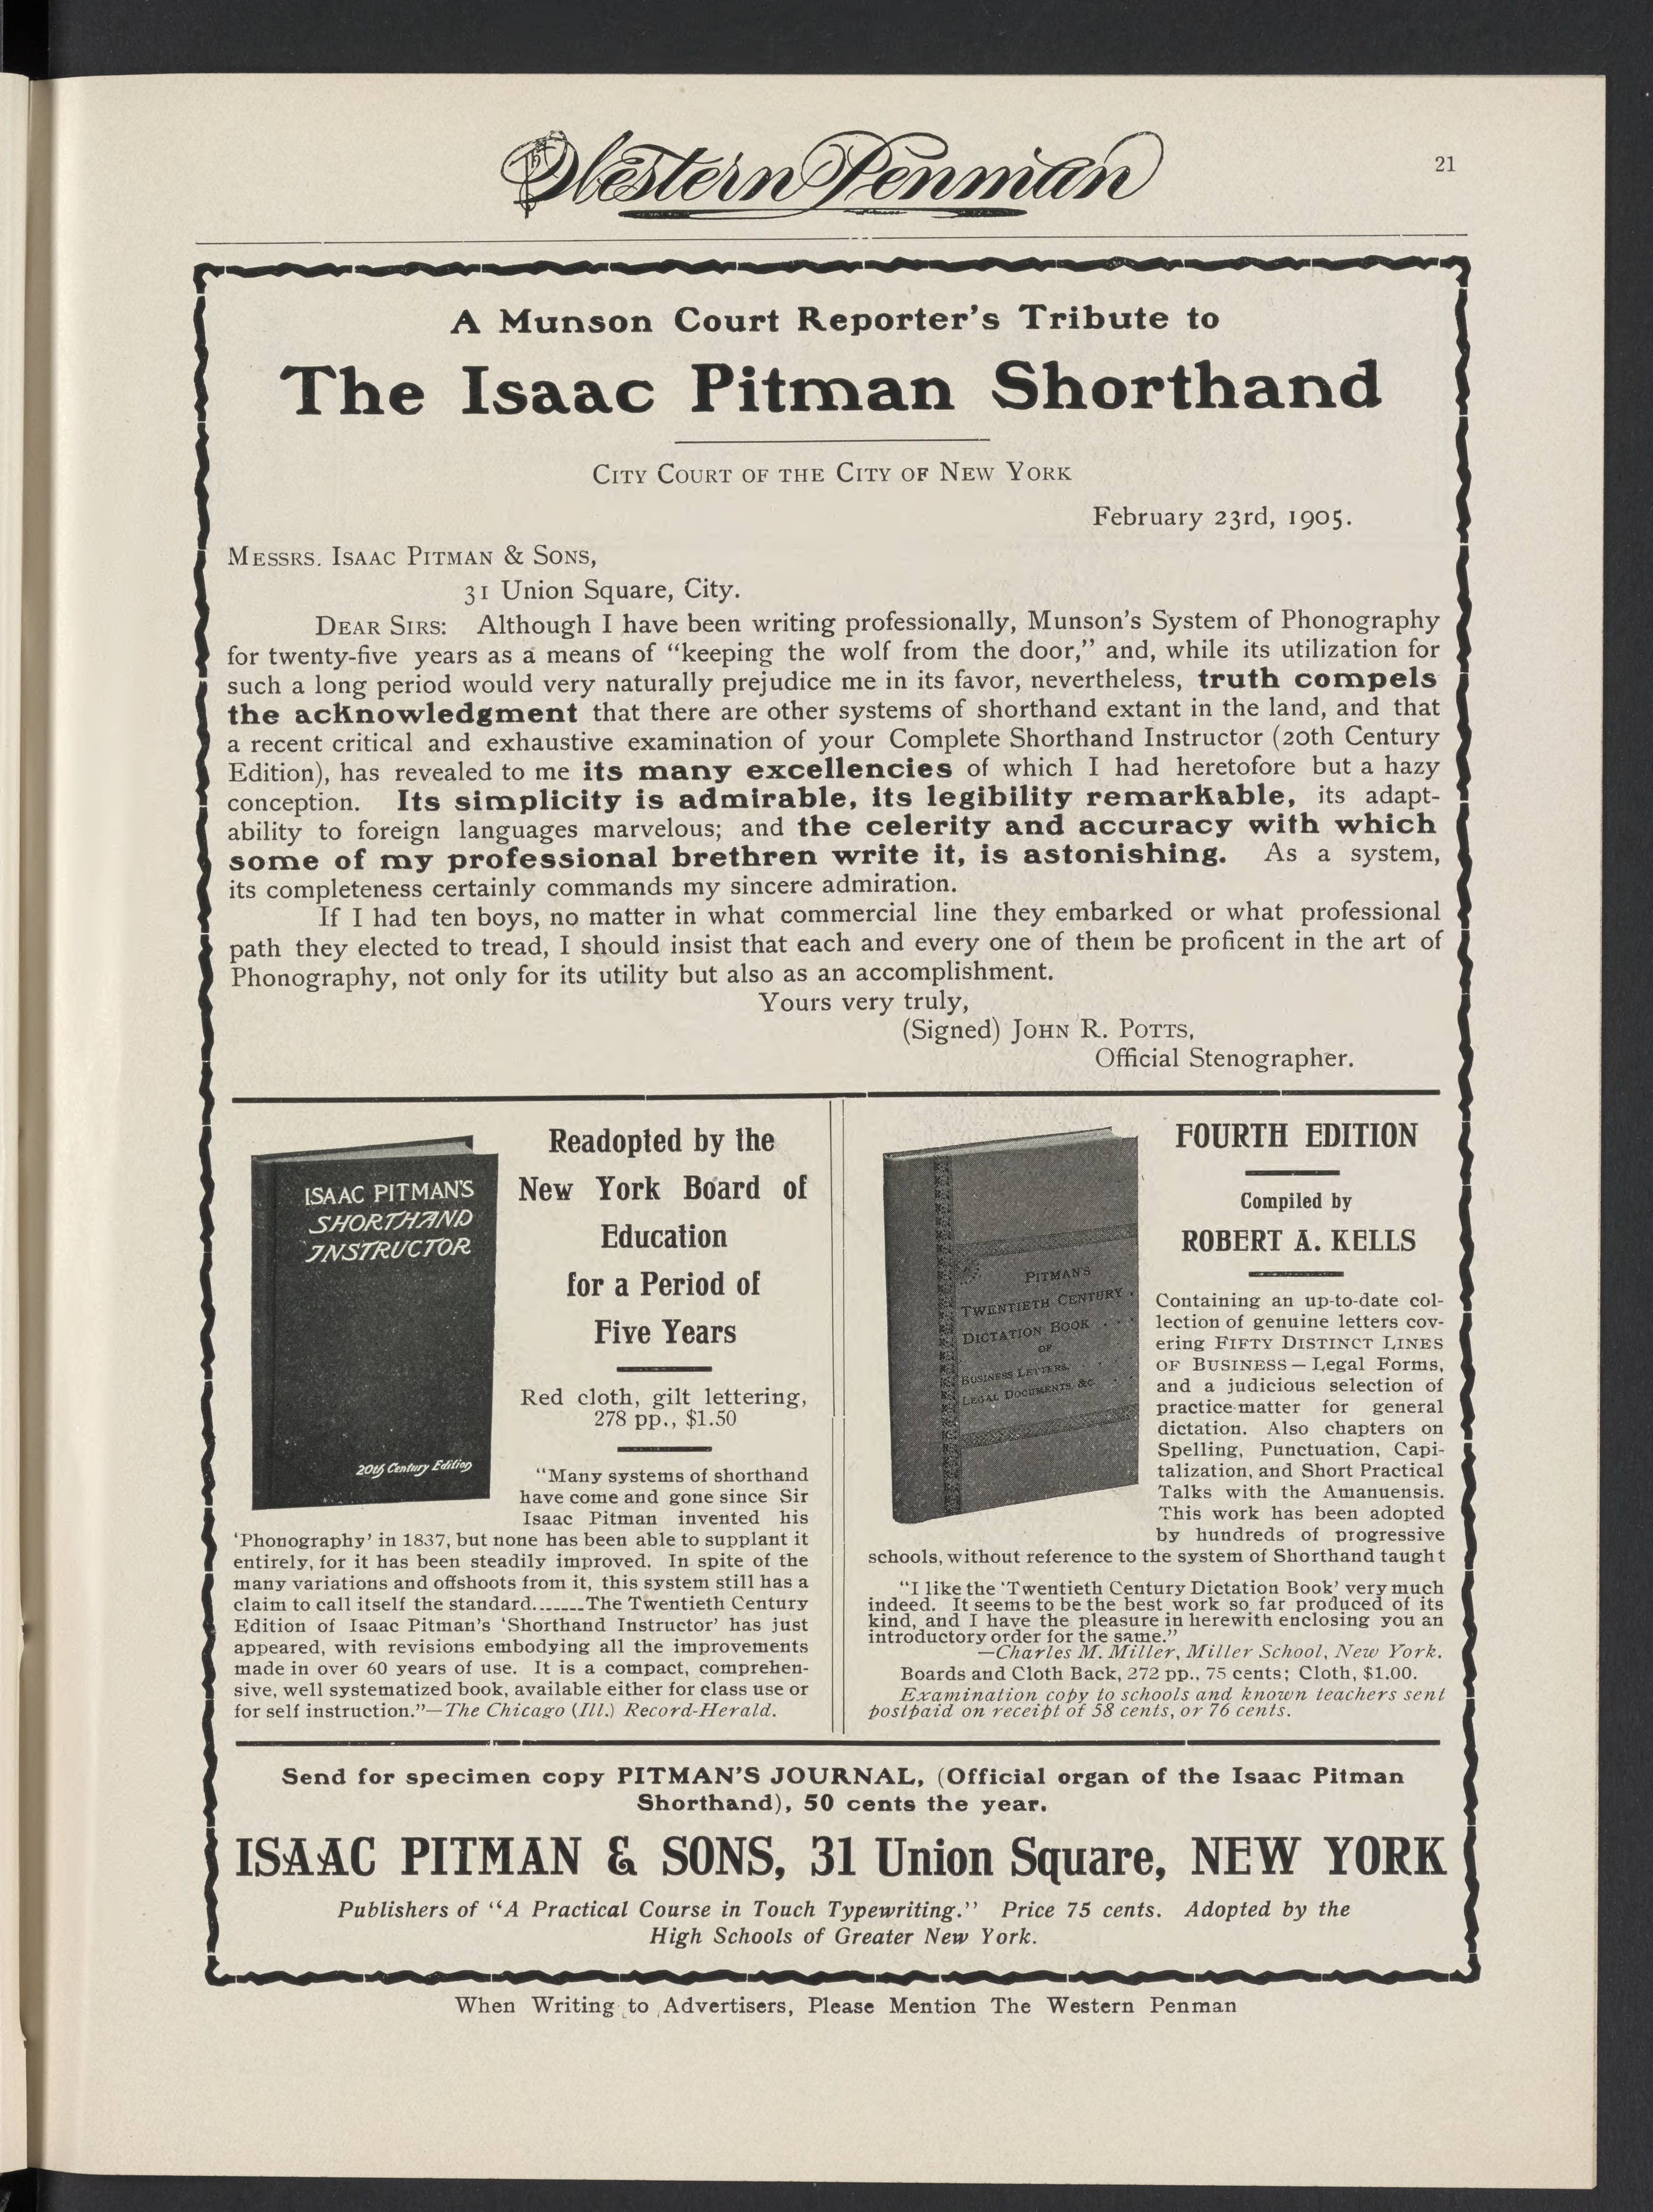 The Western Penman
21
A Munson Court Reporter's Tribute to
The Isaac Pitman Shorthand
CITY COURT OF THE CITY OF NEW YORK
February 23rd, 1905.
MESSRS. ISAAC PITMAN & SONS,
31 Union Square, City.
DEAR SIRS: Although I have been writing professionally, Munson's System of Phonography
for twenty-five years as a means of "keeping the wolf from the door," and, while its utilization for
such a long period would very naturally prejudice me in its favor, nevertheless, truth compels
the acknowledgment that there are other systems of shorthand extant in the land, and that
a recent critical and exhaustive examination of your Complete Shorthand Instructor (20th Century
Edition), has revealed to me its many excellencies of which I had heretofore but a hazy
conception. Its simplicity is admirable, its legibility remarkable, its adapt-
ability to foreign languages marvelous; and the celerity and accuracy with which
some of my professional brethren write it, is astonishing. As a system,
its completeness certainly commands my sincere admiration.
If I had ten boys, no matter in what commercial line they embarked or what professional
path they elected to tread, I should insist that each and every one of them be proficent in the art of
Phonography, not only for its utility but also as an accomplishment.
Yours very truly,
(Signed) JOHN R. POTTS,
Official Stenographer.
ISAAC PITMAN'S
SHORTHAND
INSTRUCTOR
20th Century Edition
Readopted by the
New York Board of
Education
for a Period of
Five Years
Red cloth, gilt lettering,
278 pp., $1.50
"Many systems of shorthand
have come and gone since Sir
Isaac Pitman invented his
'Phonography' in 1837, but none has been able to supplant it
entirely, for it has been steadily improved. In spite of the
many variations and offshoots from it, this system still has a
claim to call itself the standard.......The Twentieth Century
Edition of Isaac Pitman's 'Shorthand Instructor' has just
appeared, with revisions embodying all the improvements
made in over 60 years of use. It is a compact, comprehen-
sive, well systematized book, available either for class use or
for self instruction."—The Chicago (Ill.) Record-Herald.
PITMAN'S
TWENTIETH CENTURY .
DICTATION BOOK . . .
OF
BUSINESS LETTERS, . . . .
LEGAL DOCUMENTS, &c. . .
FOURTH EDITION
Compiled by
ROBERT A. KELLS
Containing an up-to-date col-
lection of genuine letters cov-
ering FIFTY DISTINCT LINES
OF BUSINESS — Legal Forms,
and a judicious selection of
practice-matter for general
dictation. Also chapters on
Spelling, Punctuation, Capi-
talization, and Short Practical
Talks with the Amanuensis.
This work has been adopted
by hundreds of progressive
schools, without reference to the system of Shorthand taught
"I like the 'Twentieth Century Dictation Book' very much
indeed. It seems to be the best work so far produced of its
kind, and I have the pleasure in herewith enclosing you an
introductory order for the same."
—Charles M. Miller, Miller School, New York.
Boards and Cloth Back, 272 pp., 75 cents; Cloth, $1.00.
Examination copy to schools and known teachers sent
postpaid on receipt of 58 cents, or 76 cents.
Send for specimen copy PITMAN'S JOURNAL, (Official organ of the Isaac Pitman
Shorthand), 50 cents the year.
ISAAC PITMAN & SONS, 31 Union Square, NEW YORK
Publishers of "A Practical Course in Touch Typewriting." Price 75 cents. Adopted by the
High Schools of Greater New York.
When Writing to Advertisers, Please Mention The Western Penman